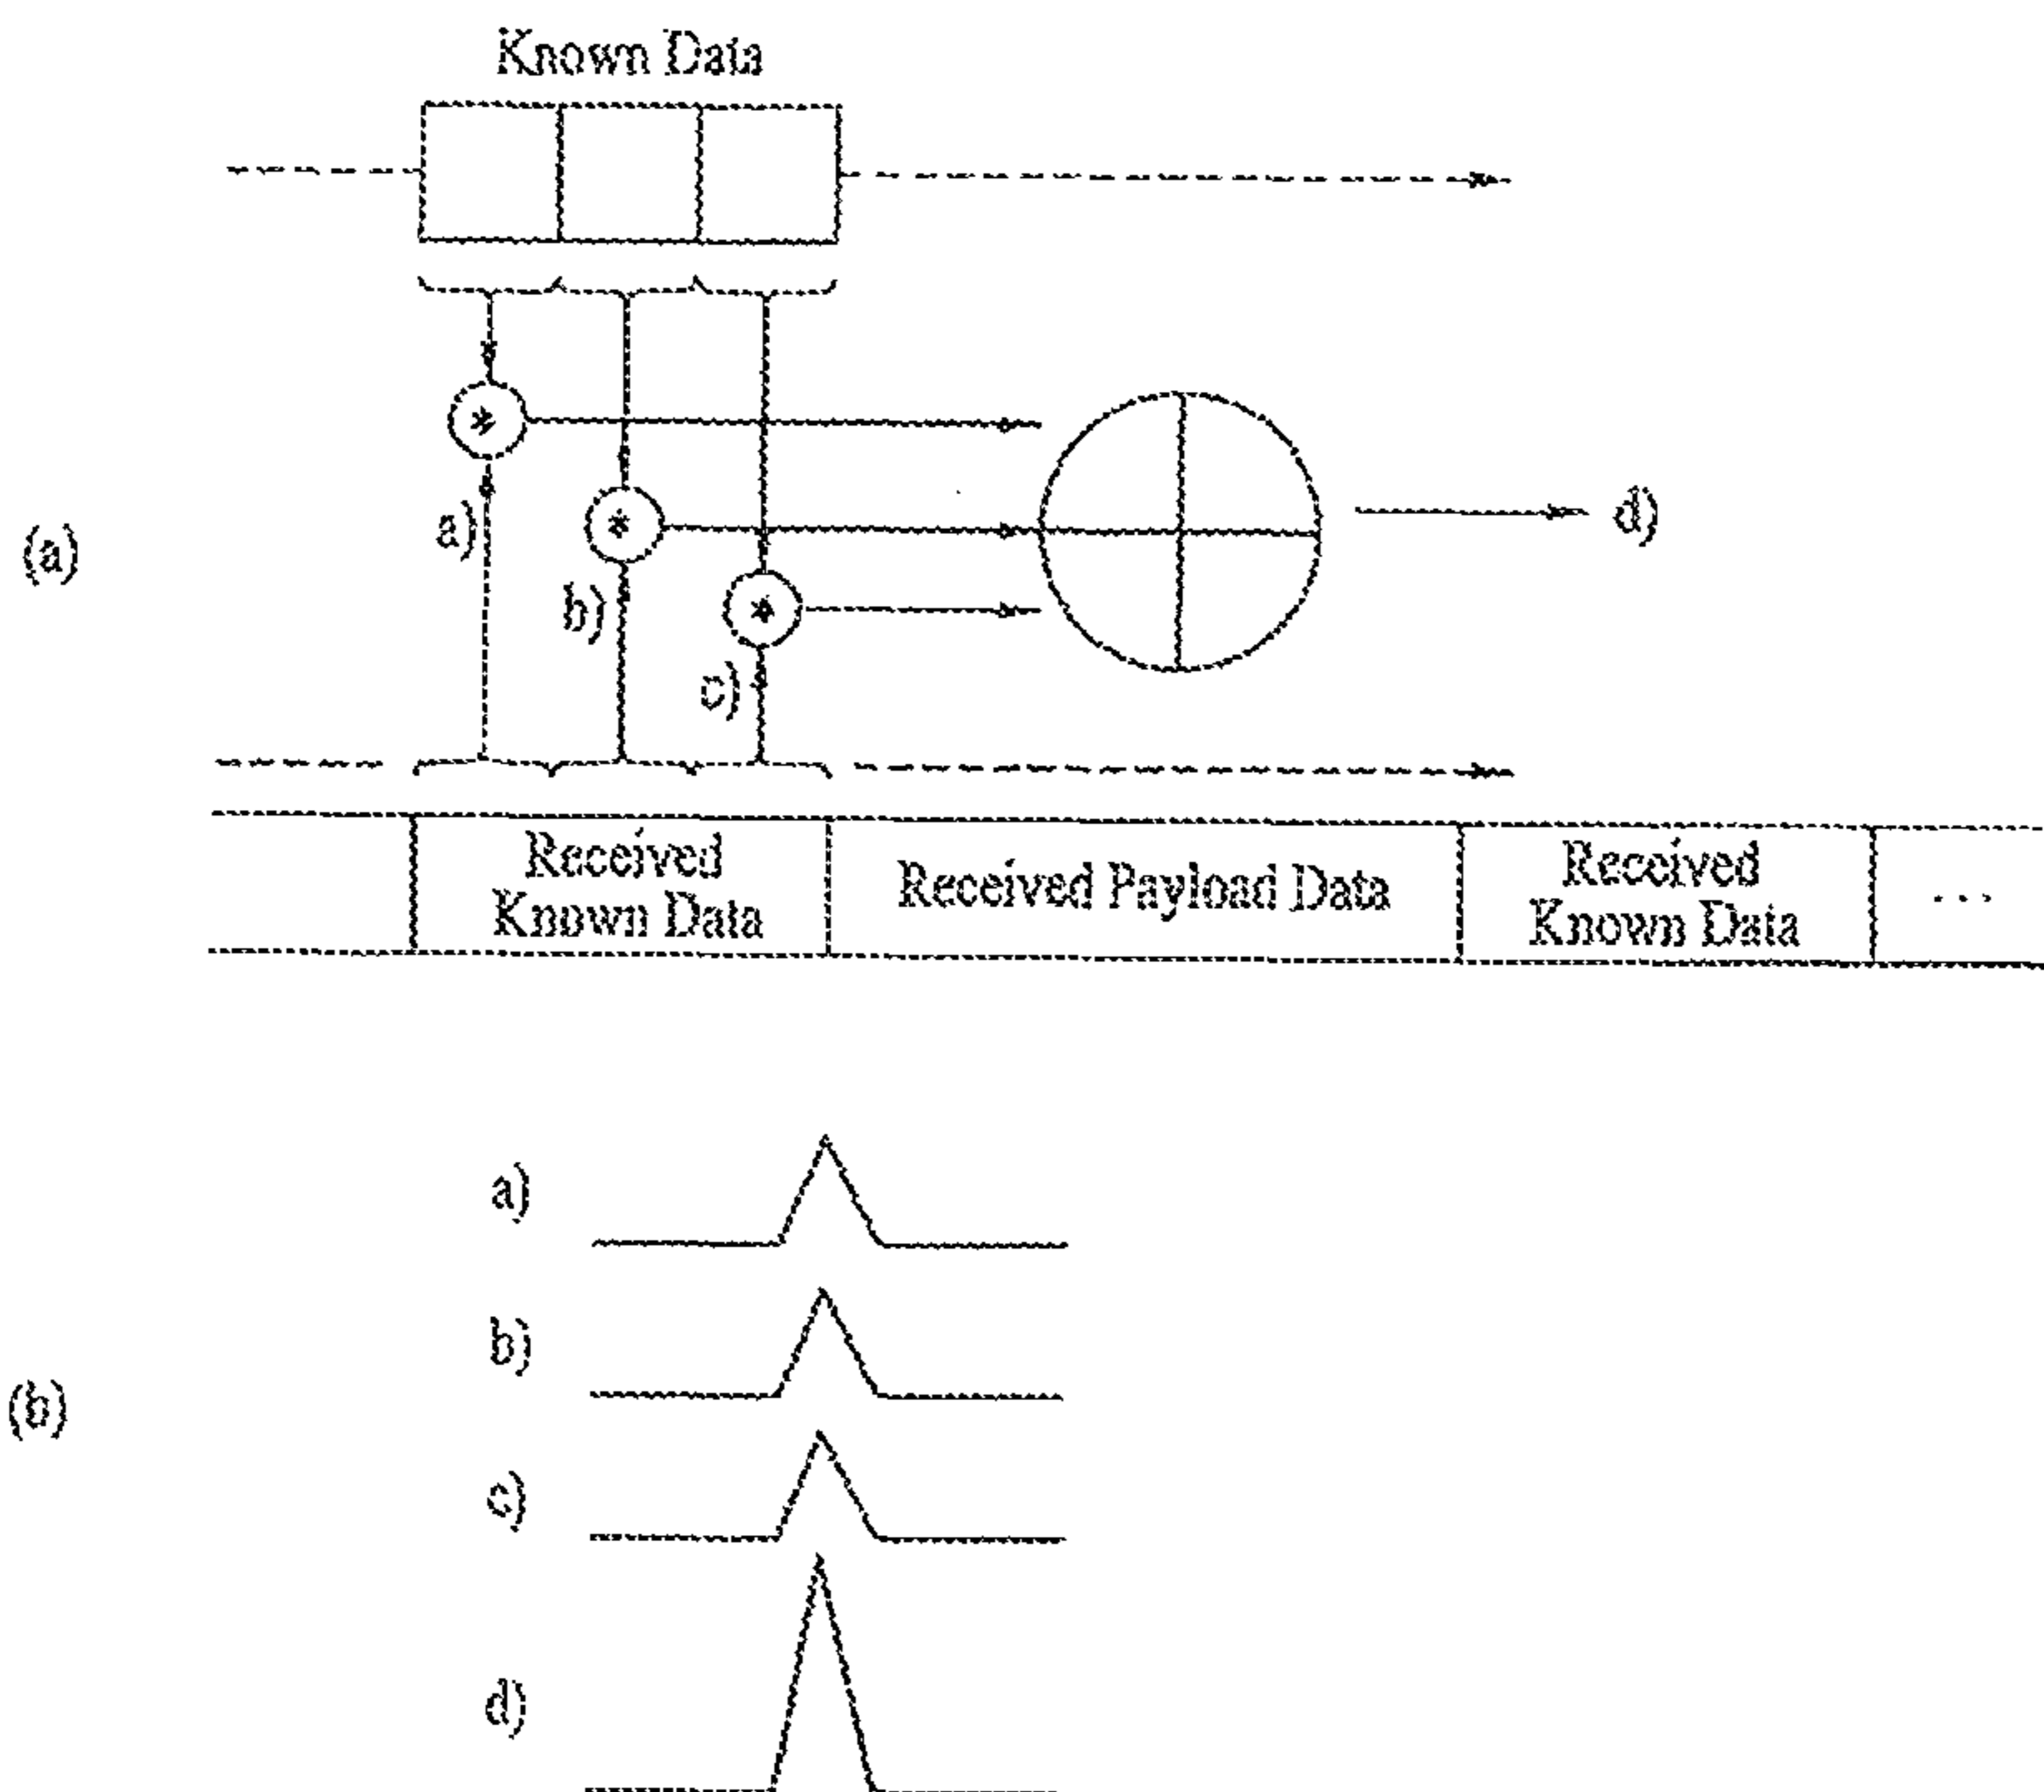 Known Data
*
a)
*
d)
(a)
b)
*
c)
Received
Known Data
Received Payload Data
Received
Known Data
...
a)
b)
(b)
c)
d)